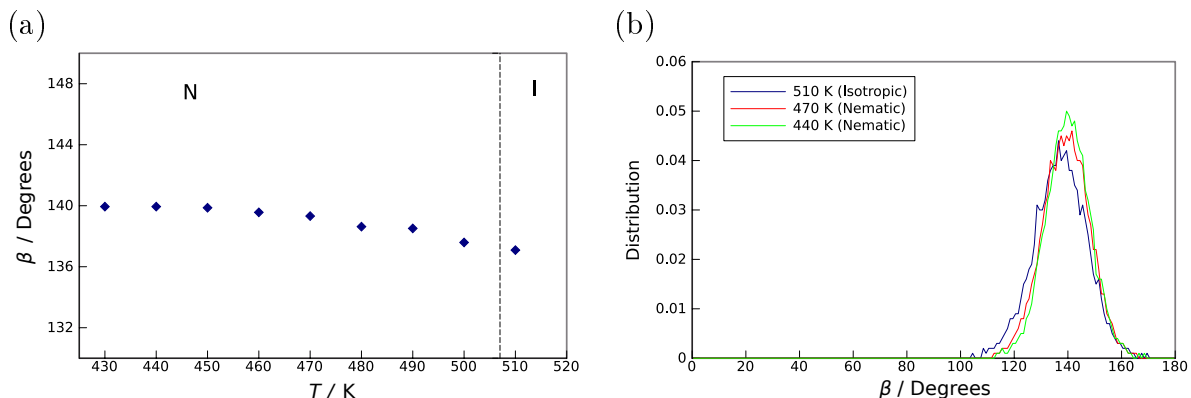 (a)
148
144
140
136
132
β / Degrees
N
I
430 440 450 460 470 480 490 500 510 520
T / K
(b)
0.06
0.05
0.04
0.03
0.02
0.01
0
Distribution
510 K (Isotropic)
470 K (Nematic)
440 K (Nematic)
0 20 40 60 80 100 120 140 160 180
β / Degrees